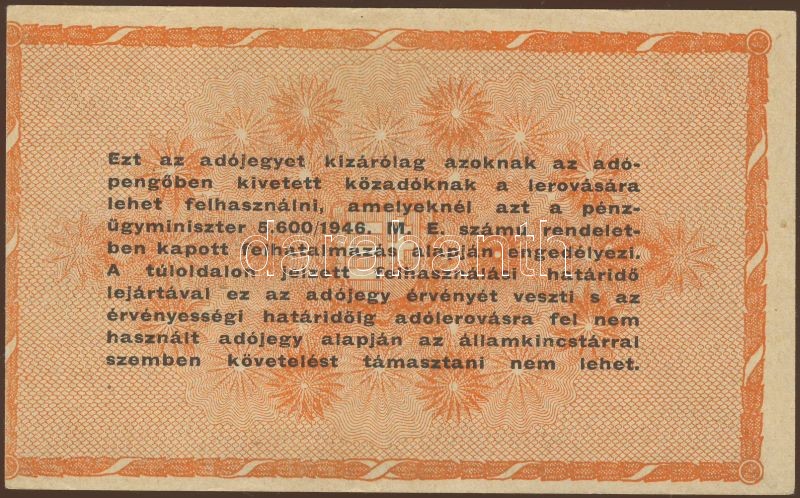 Ezt az adójegyet kizárólag azoknak az adó-
pengőben kivetett közadóknak a lerovására
lehet felhasználni, amelyeknél azt a pénz-
ügyminiszter 5.600/1946. M. E. számú rendelet-
ben kapott felhatalmazás alapján engedélyezi.
A túloldalon jelzett felhasználási határidő
lejártával ez az adójegy érvényét veszti s az
érvényességi határidőig adólerovásra fel nem
használt adójegy alapján az államkincstárral
szemben követelést támasztani nem lehet.
darabanth